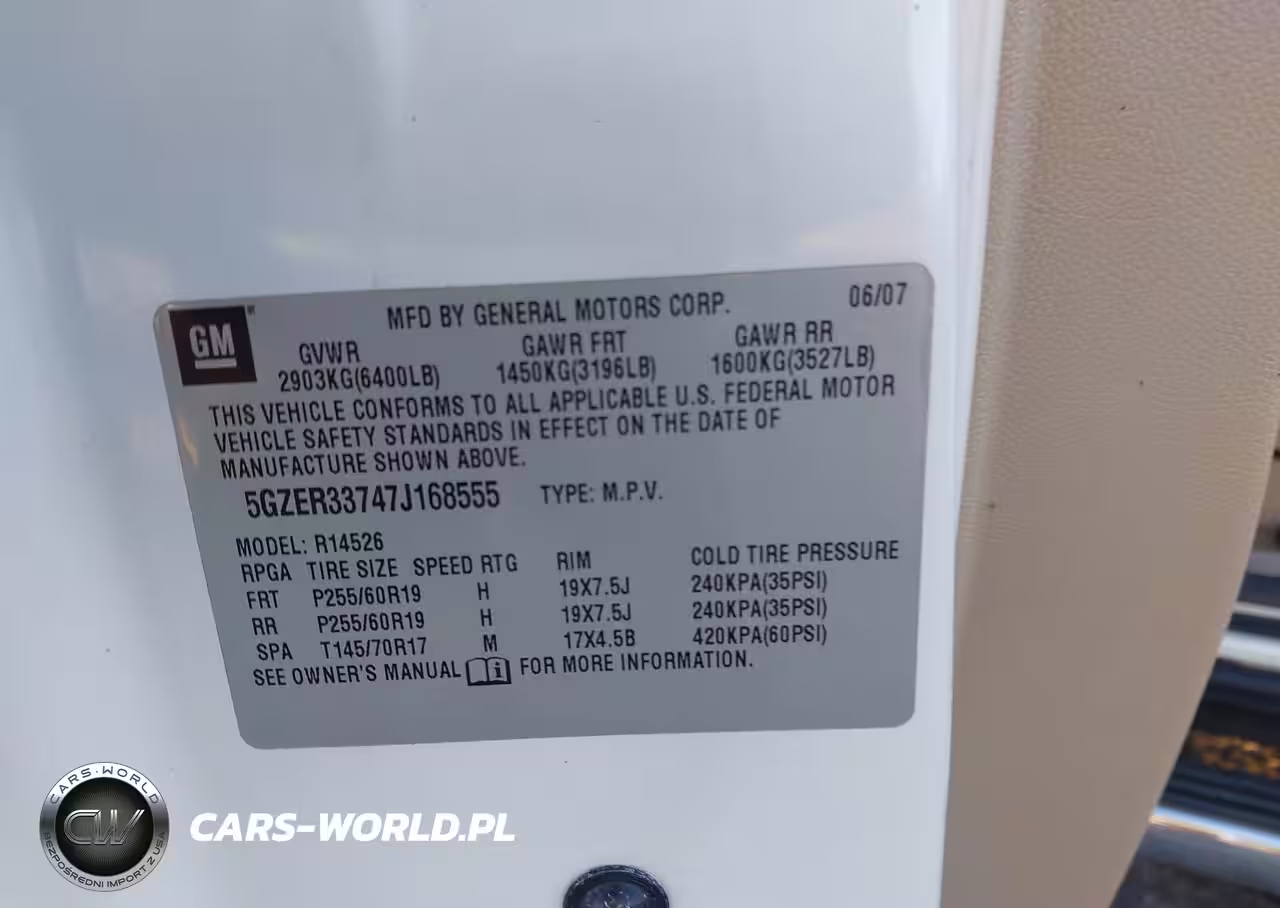 GM
MFD BY GENERAL MOTORS CORP. 06/07
GVWR GAWR FRT GAWR RR
2903KG(6400LB) 1450KG(3196LB) 1600KG(3527LB)
THIS VEHICLE CONFORMS TO ALL APPLICABLE U.S. FEDERAL MOTOR
VEHICLE SAFETY STANDARDS IN EFFECT ON THE DATE OF
MANUFACTURE SHOWN ABOVE.
5GZER33747J168555 TYPE: M.P.V.
MODEL: R14526
RPGA TIRE SIZE SPEED RTG RIM COLD TIRE PRESSURE
FRT P255/60R19 H 19X7.5J 240KPA(35PSI)
RR P255/60R19 H 19X7.5J 240KPA(35PSI)
SPA T145/70R17 M 17X4.5B 420KPA(60PSI)
SEE OWNER'S MANUAL FOR MORE INFORMATION.
CARS-WORLD
CW
BEZPOŚREDNI IMPORT Z USA
CARS-WORLD.PL